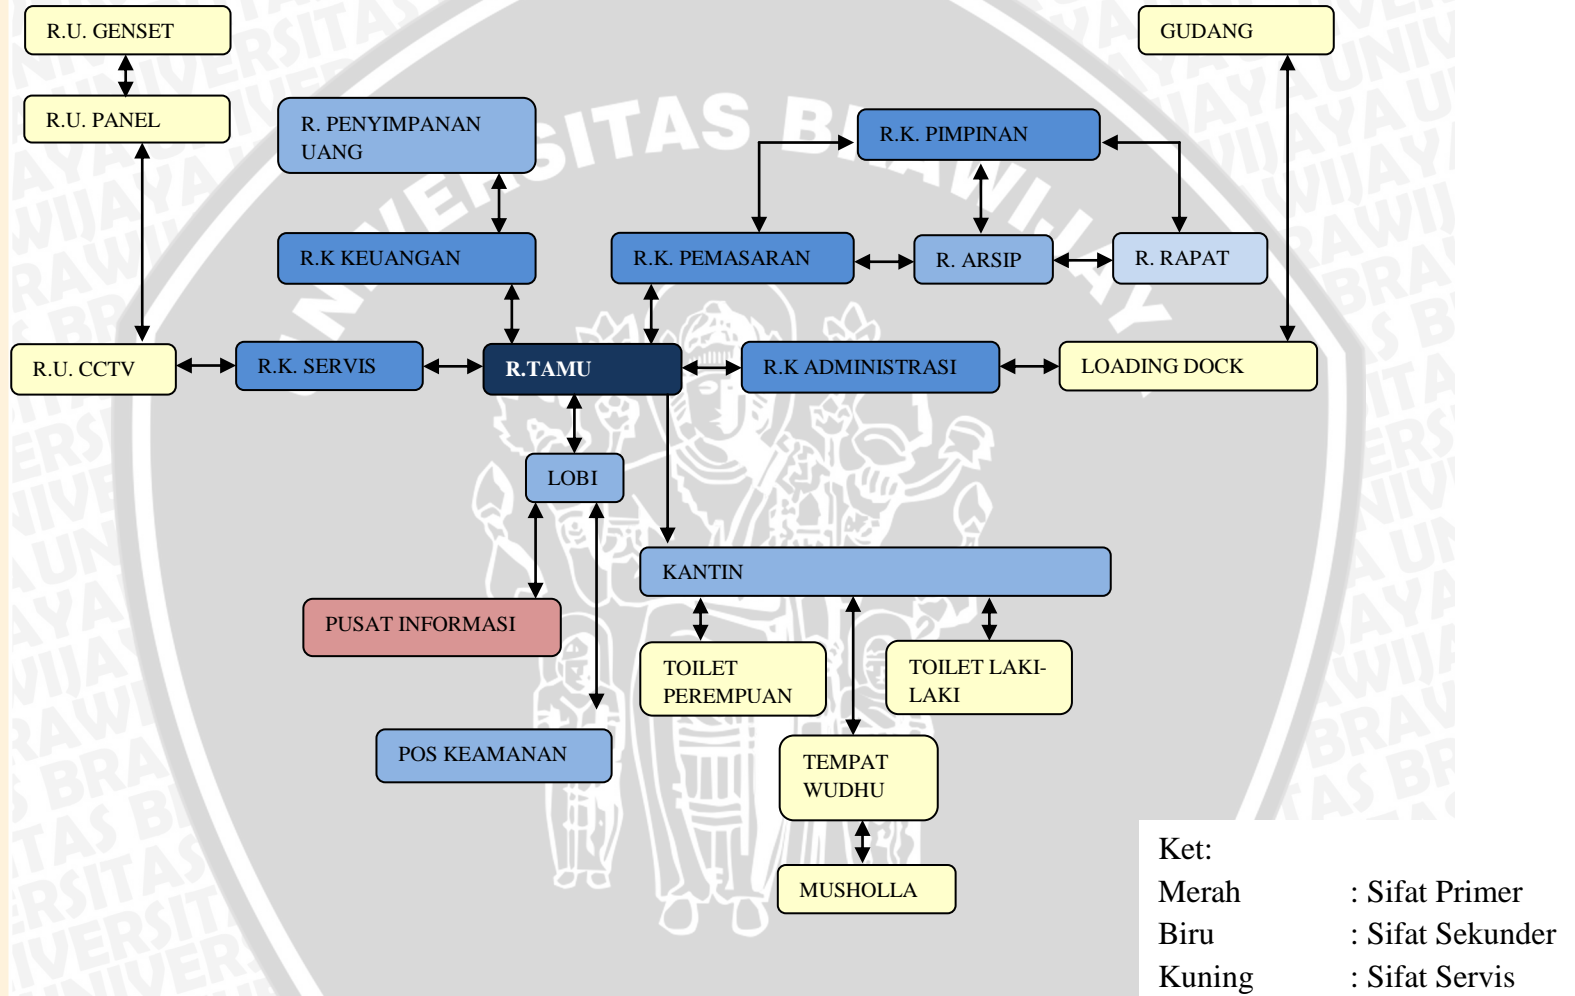 R.U. GENSET
GUDANG
R.U. PANEL
R. PENYIMPANAN
UANG
R.K. PIMPINAN
R.K KEUANGAN
R.K. PEMASARAN
R. ARSIP
R. RAPAT
R.U. CCTV
R.K. SERVIS
R.TAMU
R.K ADMINISTRASI
LOADING DOCK
LOBI
KANTIN
PUSAT INFORMASI
TOILET
PEREMPUAN
TOILET LAKI-
LAKI
POS KEAMANAN
TEMPAT
WUDHU
MUSHOLLA
Ket:
Merah : Sifat Primer
Biru : Sifat Sekunder
Kuning : Sifat Servis
UNIVERSITAS BRAWIJAYA